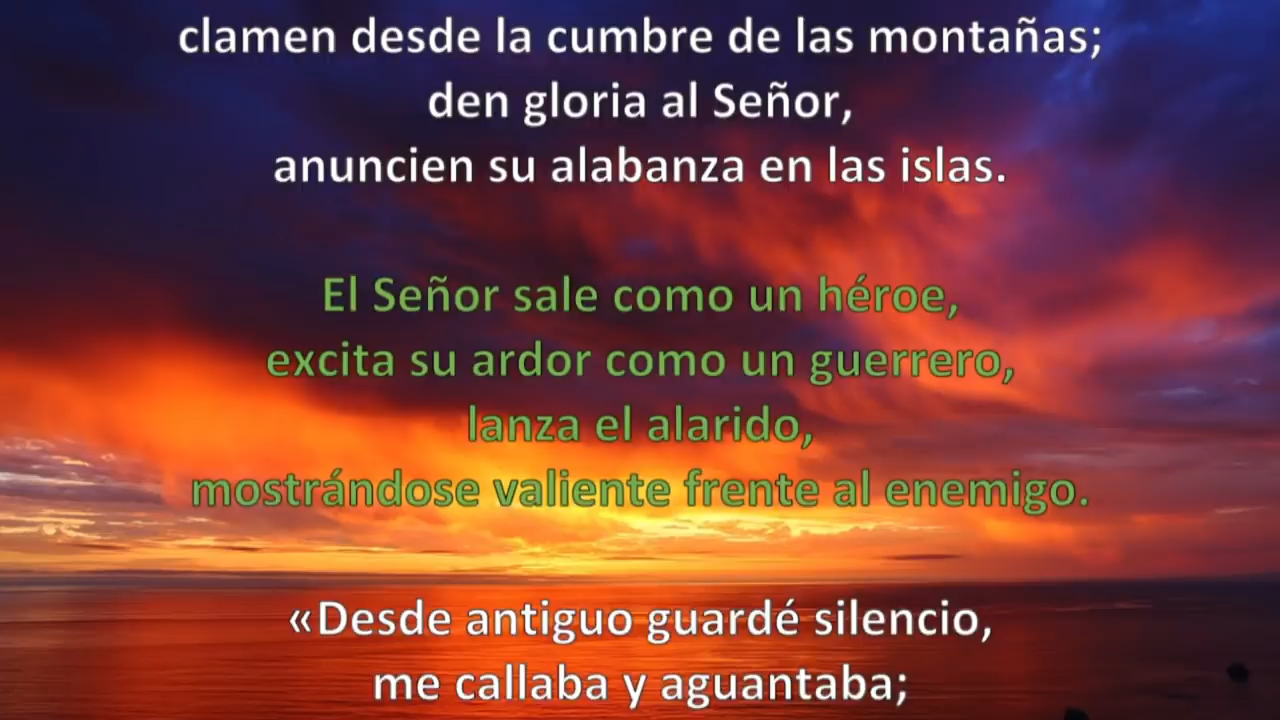 clamen desde la cumbre de las montañas;
den gloria al Señor,
anuncien su alabanza en las islas.
El Señor sale como un héroe,
excita su ardor como un guerrero,
lanza el alarido,
mostrándose valiente frente al enemigo.
«Desde antiguo guardé silencio,
me callaba y aguantaba;